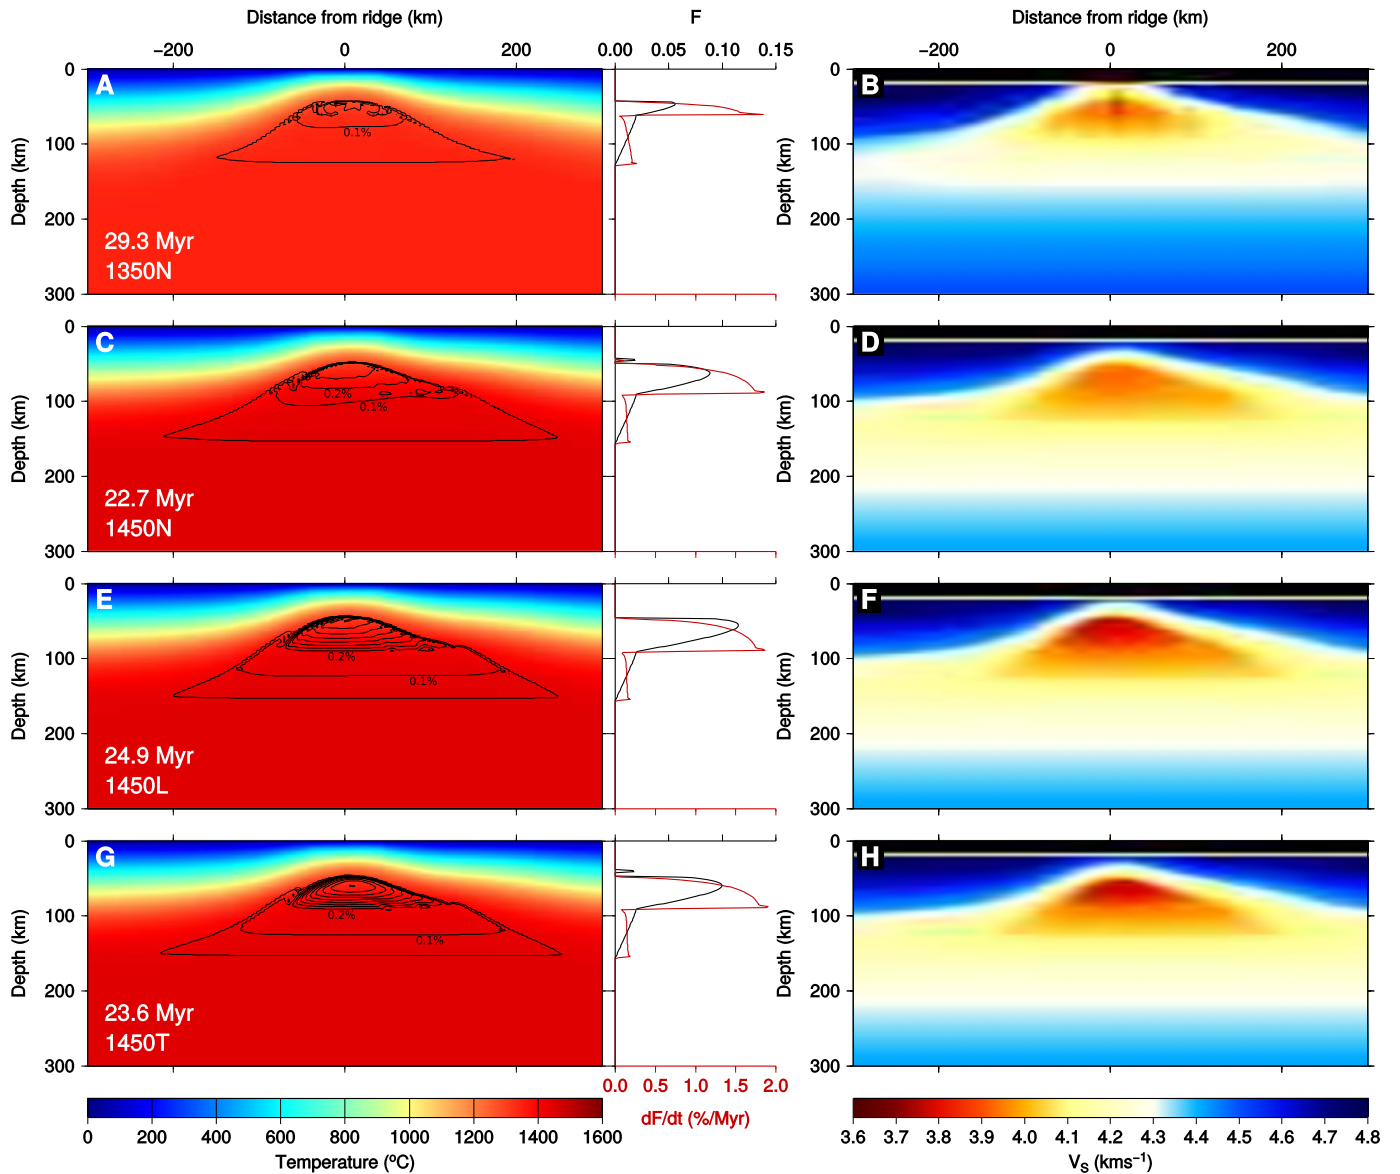 Distance from ridge (km) F Distance from ridge (km)
−200 0 200 0.00 0.05 0.10 0.15 −200 0 200
0 A 0.1% B
100
200
300
Depth (km) Depth (km)
29.3 Myr
1350N
0 C 0.2% 0.1% D
100
200
300
Depth (km) Depth (km)
22.7 Myr
1450N
0 E 0.2% 0.1% F
100
200
300
Depth (km) Depth (km)
24.9 Myr
1450L
0 G 0.2% 0.1% H
100
200
300
Depth (km) Depth (km)
23.6 Myr
1450T
0 100 200 300
0 100 200 300
0 100 200 300
0 100 200 300
0.0 0.5 1.0 1.5 2.0
dF/dt (%/Myr)
0 200 400 600 800 1000 1200 1400 1600
Temperature (ºC)
3.6 3.7 3.8 3.9 4.0 4.1 4.2 4.3 4.4 4.5 4.6 4.7 4.8
V_S (kms⁻¹)